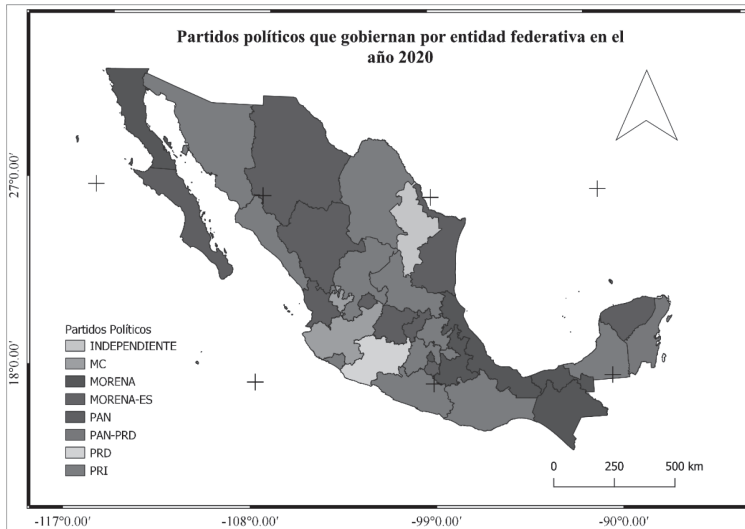 Partidos políticos que gobiernan por entidad federativa en el
año 2020
27°0.00'
18°0.00'
Partidos Políticos
INDEPENDIENTE
MC
MORENA
MORENA-ES
PAN
PAN-PRD
PRD
PRI
0 250 500 km
-117°0.00' -108°0.00' -99°0.00' -90°0.00'